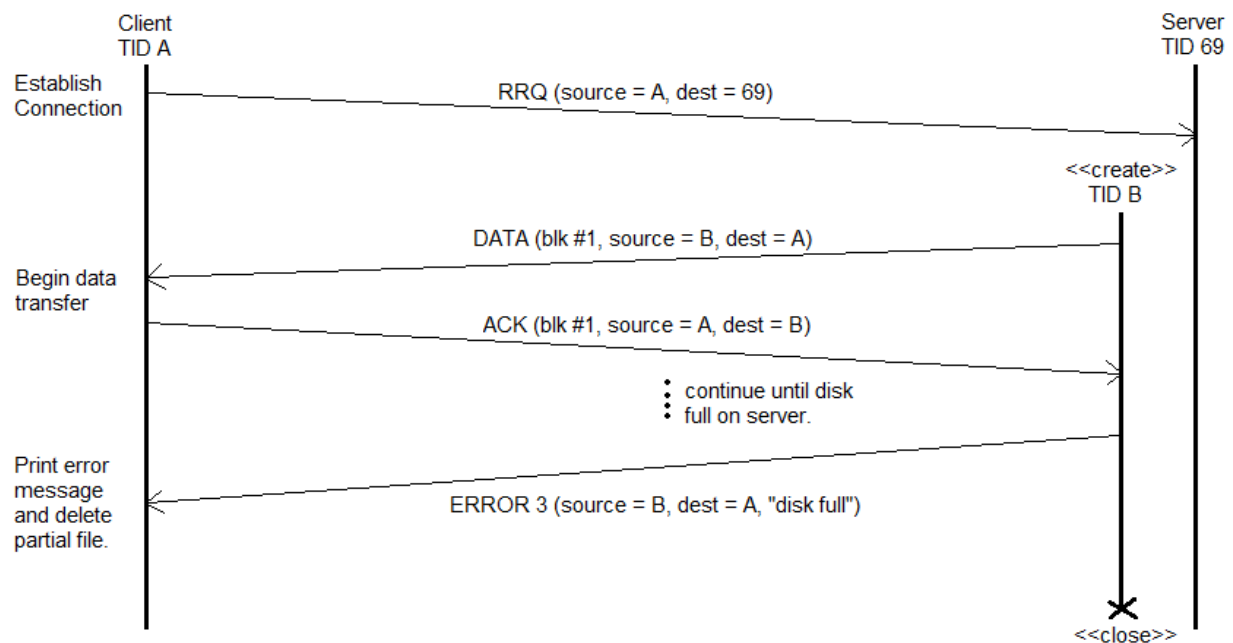 Client
TID A
Server
TID 69
Establish
Connection
RRQ (source = A, dest = 69)
<<create>>
TID B
DATA (blk #1, source = B, dest = A)
Begin data
transfer
ACK (blk #1, source = A, dest = B)
continue until disk
full on server.
Print error
message
and delete
partial file.
ERROR 3 (source = B, dest = A, "disk full")
<<close>>